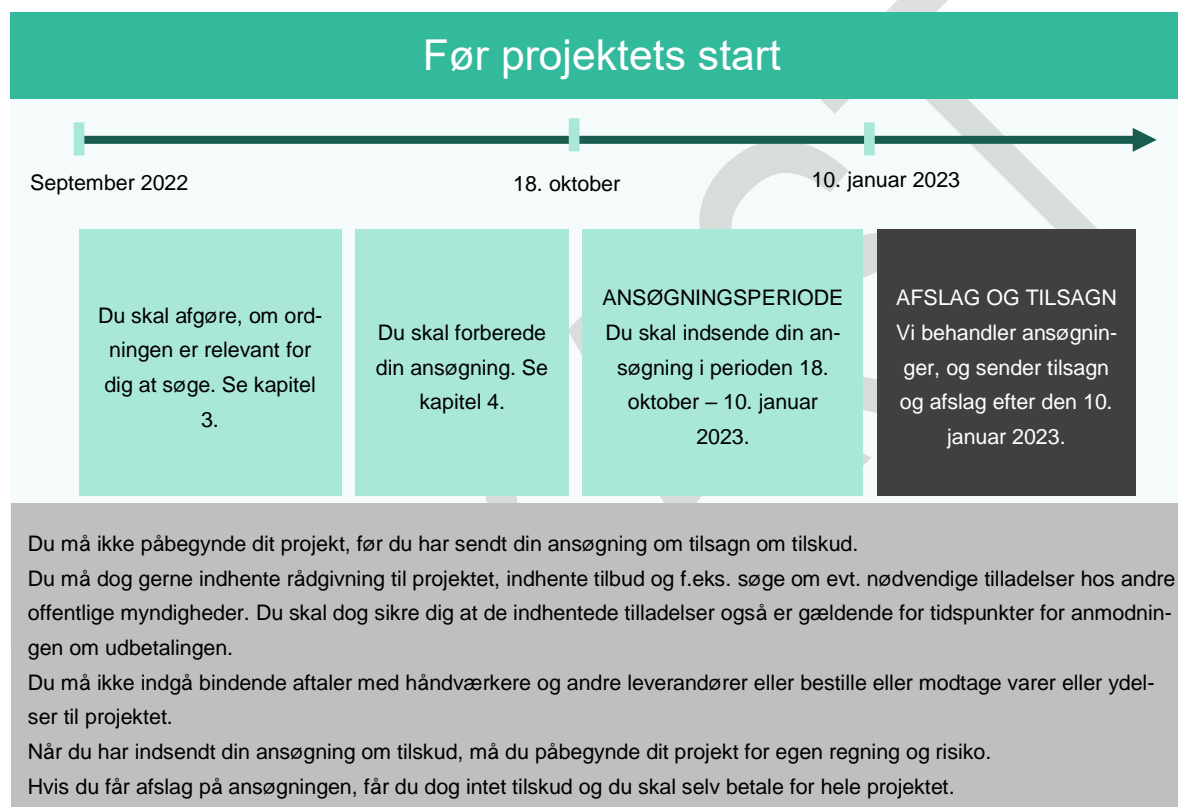 Før projektets start
September 2022
18. oktober
10. januar 2023
Du skal afgøre, om ord-
ningen er relevant for
dig at søge. Se kapitel
3.
Du skal forberede
din ansøgning. Se
kapitel 4.
ANSØGNINGSPERIODE
Du skal indsende din an-
søgning i perioden 18.
oktober – 10. januar
2023.
AFSLAG OG TILSAGN
Vi behandler ansøgnin-
ger, og sender tilsagn
og afslag efter den 10.
januar 2023.
Du må ikke påbegynde dit projekt, før du har sendt din ansøgning om tilsagn om tilskud.
Du må dog gerne indhente rådgivning til projektet, indhente tilbud og f.eks. søge om evt. nødvendige tilladelser hos andre
offentlige myndigheder. Du skal dog sikre dig at de indhentede tilladelser også er gældende for tidspunkter for anmodnin-
gen om udbetalingen.
Du må ikke indgå bindende aftaler med håndværkere og andre leverandører eller bestille eller modtage varer eller ydel-
ser til projektet.
Når du har indsendt din ansøgning om tilskud, må du påbegynde dit projekt for egen regning og risiko.
Hvis du får afslag på ansøgningen, får du dog intet tilskud og du skal selv betale for hele projektet.